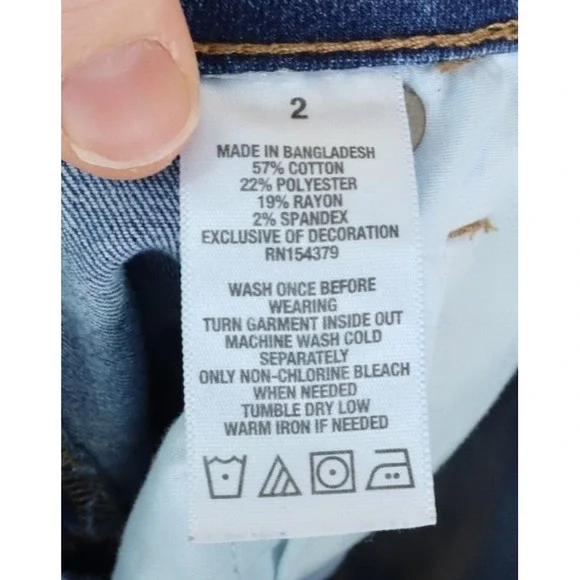 2
MADE IN BANGLADESH
57% COTTON
22% POLYESTER
19% RAYON
2% SPANDEX
EXCLUSIVE OF DECORATION
RN154379
WASH ONCE BEFORE
WEARING
TURN GARMENT INSIDE OUT
MACHINE WASH COLD
SEPARATELY
ONLY NON-CHLORINE BLEACH
WHEN NEEDED
TUMBLE DRY LOW
WARM IRON IF NEEDED